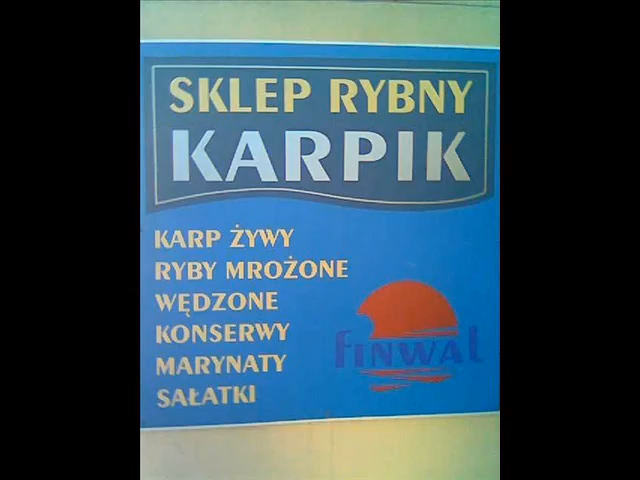 SKLEP RYBNY
KARPIK
KARP ŻYWY
RYBY MROŻONE
WĘDZONE
KONSERWY
MARYNATY
SAŁATKI
finwal